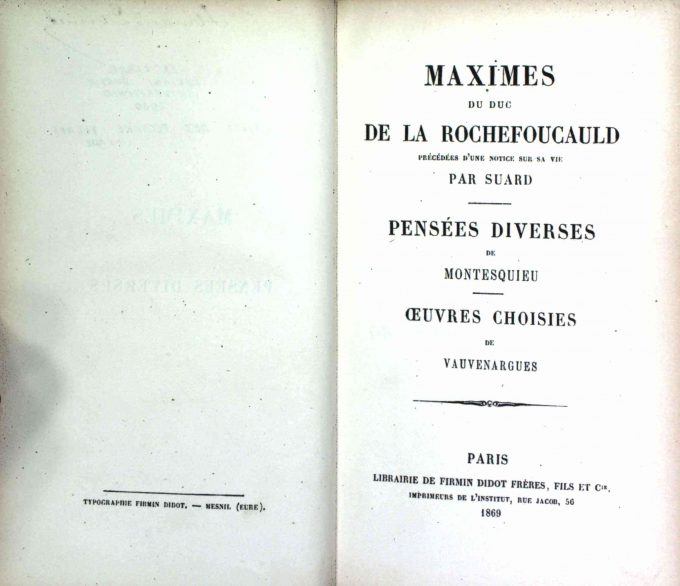 TYPOGRAPHIE FIRMIN DIDOT. — MESNIL (EURE).
MAXIMES
DU DUC
DE LA ROCHEFOUCAULD
PRÉCÉDÉES D'UNE NOTICE SUR SA VIE
PAR SUARD
PENSÉES DIVERSES
DE
MONTESQUIEU
ŒUVRES CHOISIES
DE
VAUVENARGUES
PARIS
LIBRAIRIE DE FIRMIN DIDOT FRÈRES, FILS ET Cie,
IMPRIMEURS DE L'INSTITUT, RUE JACOB, 56
1869